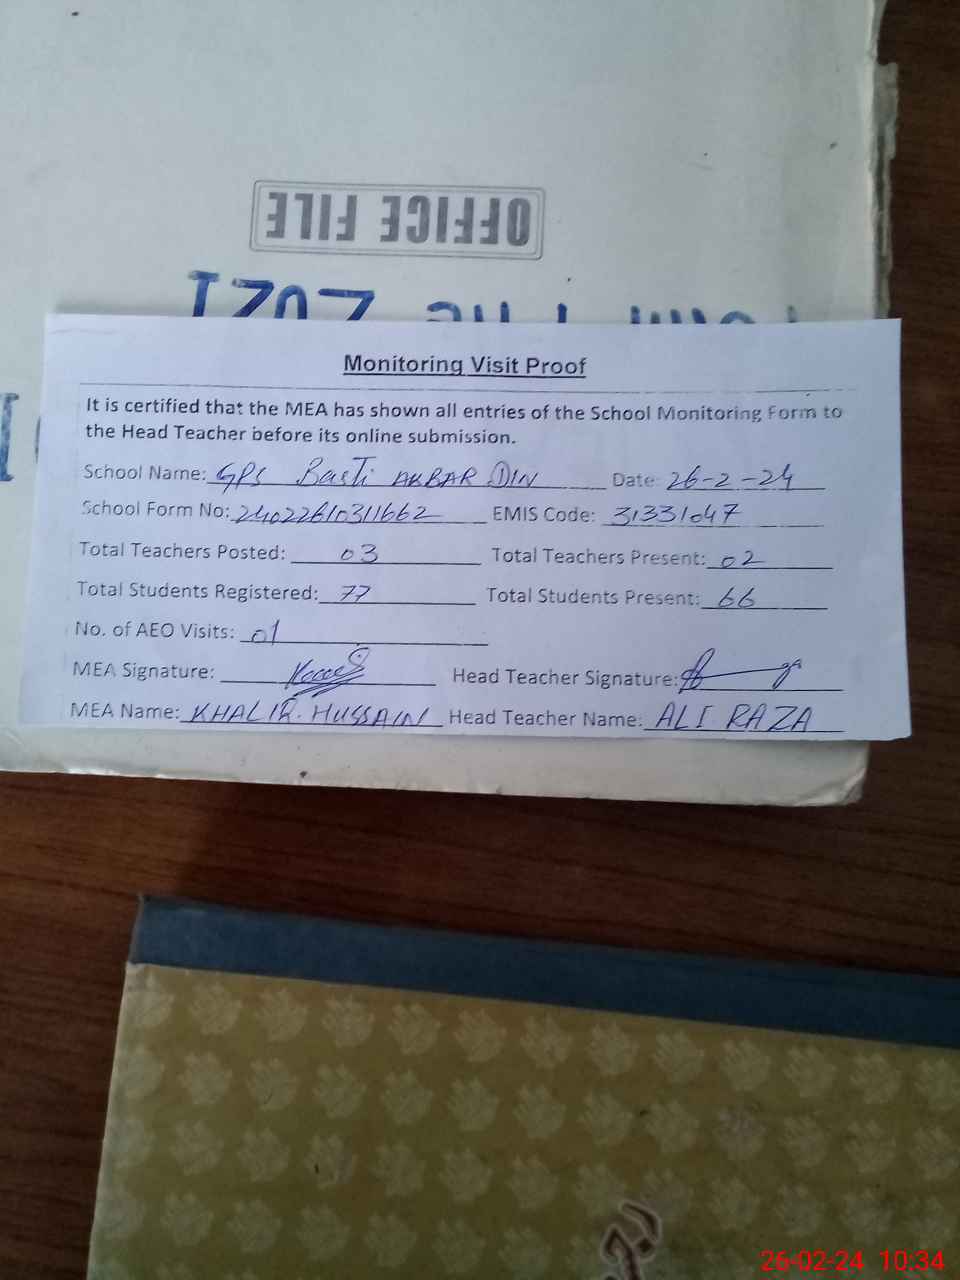 OFFICE FILE
2021
Monitoring Visit Proof
It is certified that the MEA has shown all entries of the School Monitoring Form to
the Head Teacher before its online submission.
School Name: GPS Basti AKBAR DIN Date: 26-2-24
School Form No: 24022610311662 EMIS Code: 31331047
Total Teachers Posted: 03 Total Teachers Present: 02
Total Students Registered: 77 Total Students Present: 66
No. of AEO Visits: 01
MEA Signature: Head Teacher Signature:
MEA Name: KHALIR. HUSSAIN Head Teacher Name: ALI RAZA
26-02-24 10:34